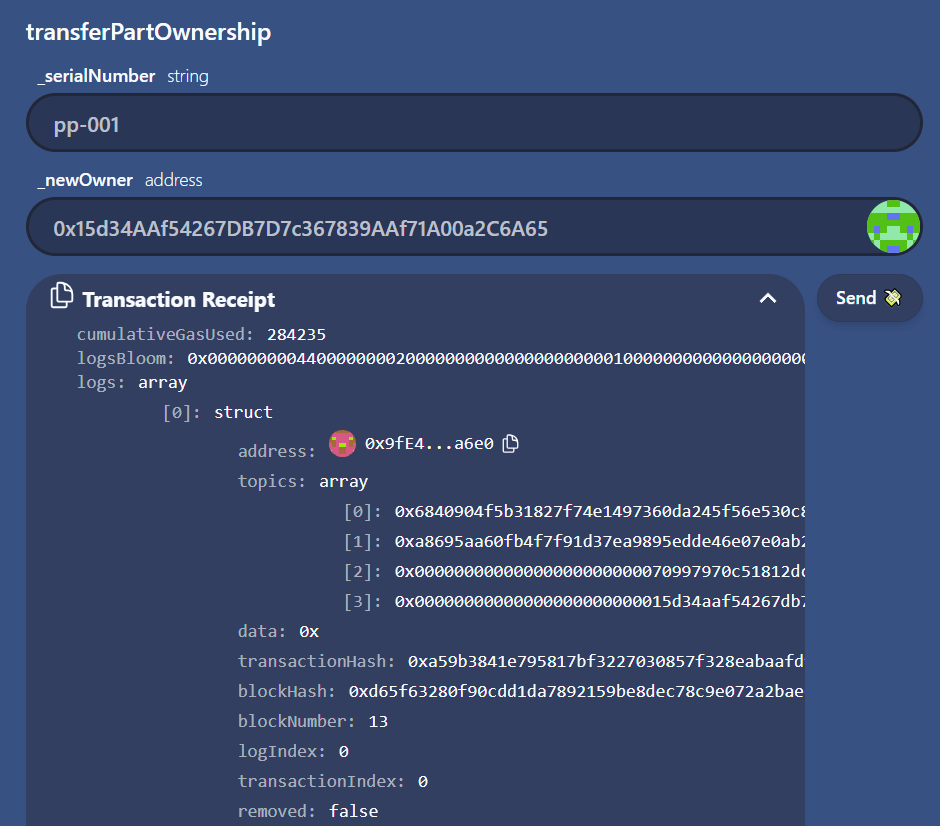 transferPartOwnership
_serialNumber string
pp-001
_newOwner address
0x15d34AAf54267DB7D7c367839AAf71A00a2C6A65
Transaction Receipt
Send
cumulativeGasUsed: 284235
logs: array
[0]: struct
address: 0x9fE4...a6e0
topics: array
[0]: 0x6840904f5b31827f74e1497360da245f56e530c8
[1]: 0xa8695aa60fb4f7f91d37ea9895edde46e07e0ab2
[2]: 0x00000000000000000000000070997970c51812dc
[3]: 0x00000000000000000000000015d34aaf54267db7
data: 0x
transactionHash: 0xa59b3841e795817bf3227030857f328eabaafd
blockHash: 0xd65f63280f90cdd1da7892159be8dec78c9e072a2bae
blockNumber: 13
logIndex: 0
transactionIndex: 0
removed: false